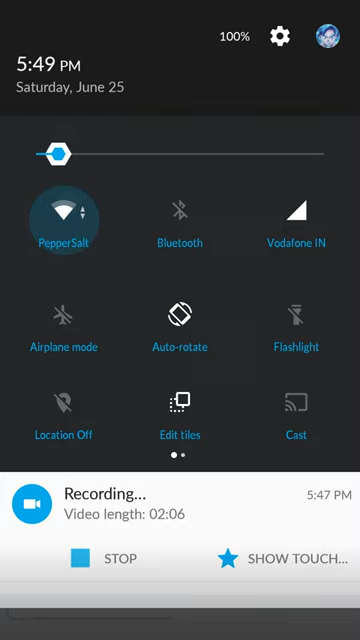 100%
5:49 PM
Saturday, June 25
PepperSalt
Bluetooth
Vodafone IN
Airplane mode
Auto-rotate
Flashlight
Location Off
Edit tiles
Cast
Recording...
5:47 PM
Video length: 02:06
STOP
SHOW TOUCH...